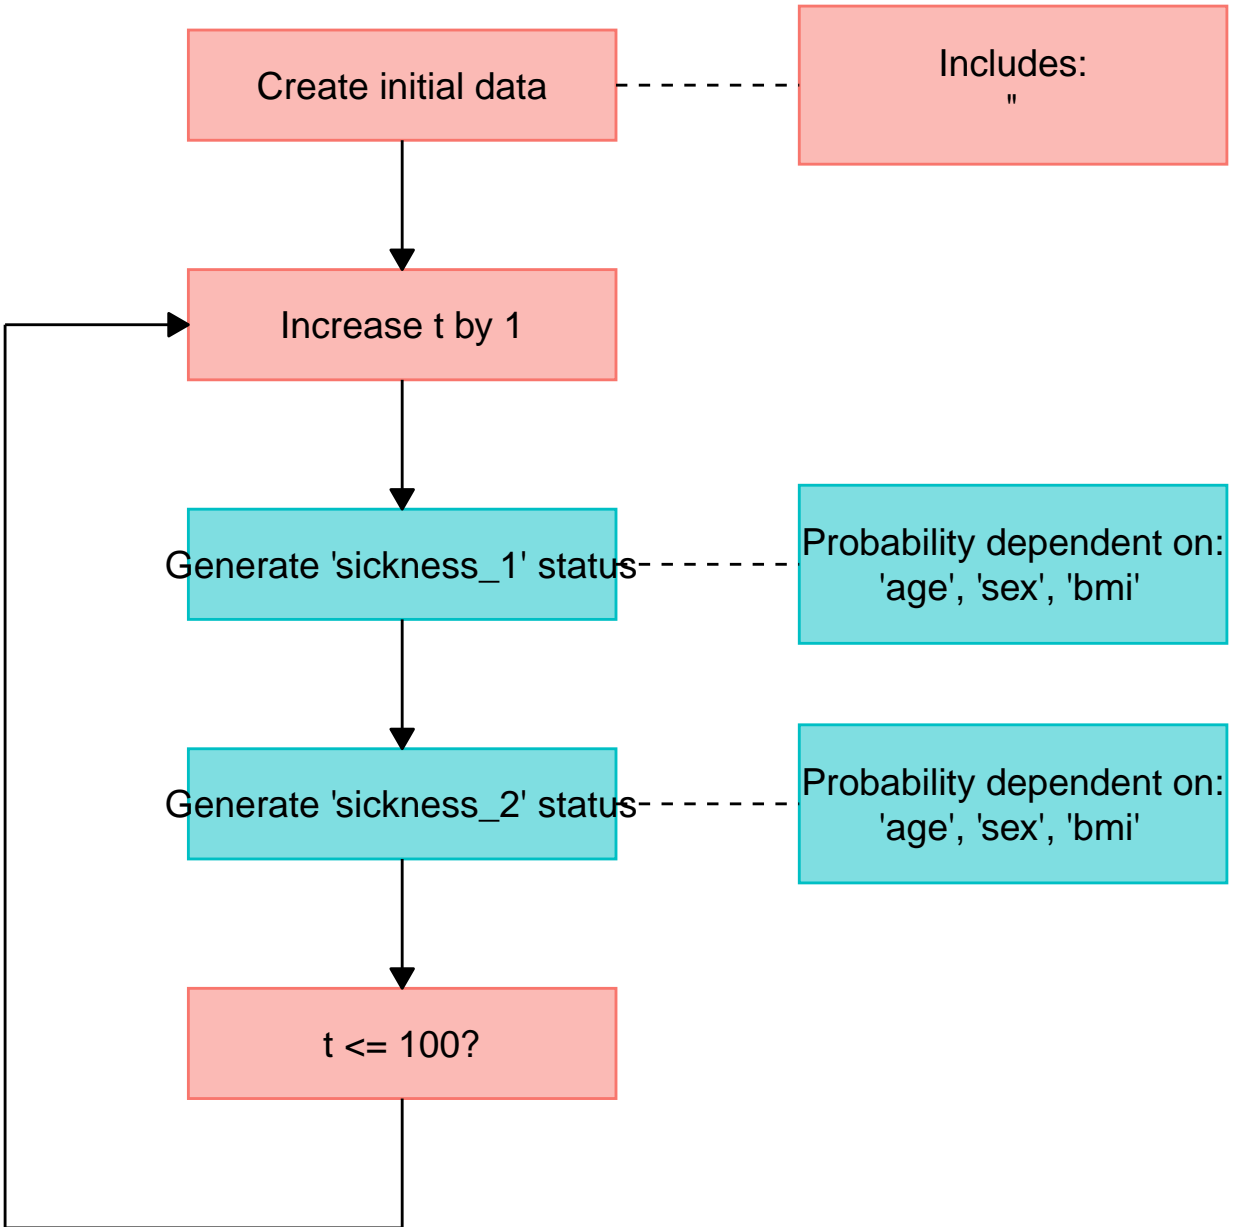 Create initial data
Includes:
''
Increase t by 1
Generate 'sickness_1' status
Probability dependent on:
'age', 'sex', 'bmi'
Generate 'sickness_2' status
Probability dependent on:
'age', 'sex', 'bmi'
t <= 100?